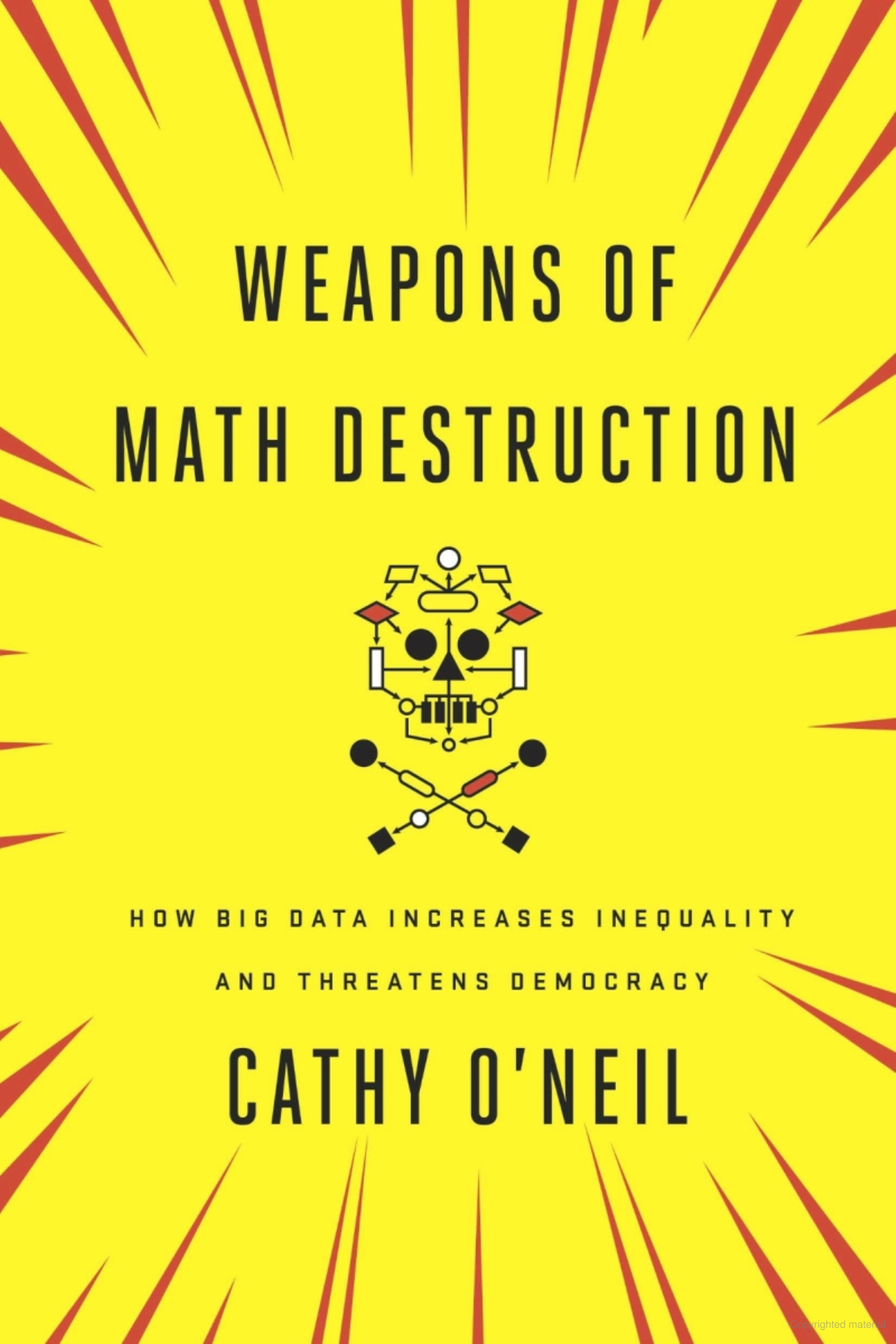 WEAPONS OF
MATH DESTRUCTION
HOW BIG DATA INCREASES INEQUALITY
AND THREATENS DEMOCRACY
CATHY O'NEIL